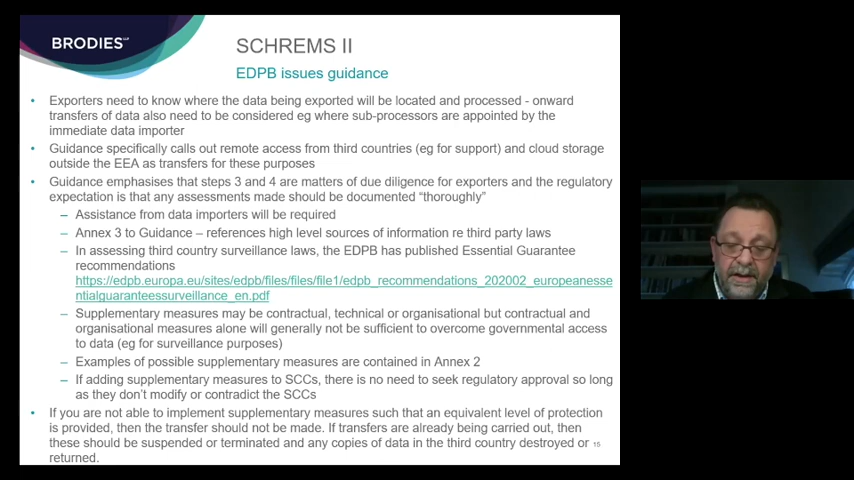 BRODIES LLP
SCHREMS II
EDPB issues guidance
• Exporters need to know where the data being exported will be located and processed - onward
transfers of data also need to be considered eg where sub-processors are appointed by the
immediate data importer
• Guidance specifically calls out remote access from third countries (eg for support) and cloud storage
outside the EEA as transfers for these purposes
• Guidance emphasises that steps 3 and 4 are matters of due diligence for exporters and the regulatory
expectation is that any assessments made should be documented “thoroughly”
– Assistance from data importers will be required
– Annex 3 to Guidance – references high level sources of information re third party laws
– In assessing third country surveillance laws, the EDPB has published Essential Guarantee
recommendations
https://edpb.europa.eu/sites/edpb/files/files/file1/edpb_recommendations_202002_europeanesse
ntialguaranteessurveillance_en.pdf
– Supplementary measures may be contractual, technical or organisational but contractual and
organisational measures alone will generally not be sufficient to overcome governmental access
to data (eg for surveillance purposes)
– Examples of possible supplementary measures are contained in Annex 2
– If adding supplementary measures to SCCs, there is no need to seek regulatory approval so long
as they don’t modify or contradict the SCCs
• If you are not able to implement supplementary measures such that an equivalent level of protection
is provided, then the transfer should not be made. If transfers are already being carried out, then
these should be suspended or terminated and any copies of data in the third country destroyed or
returned.
15